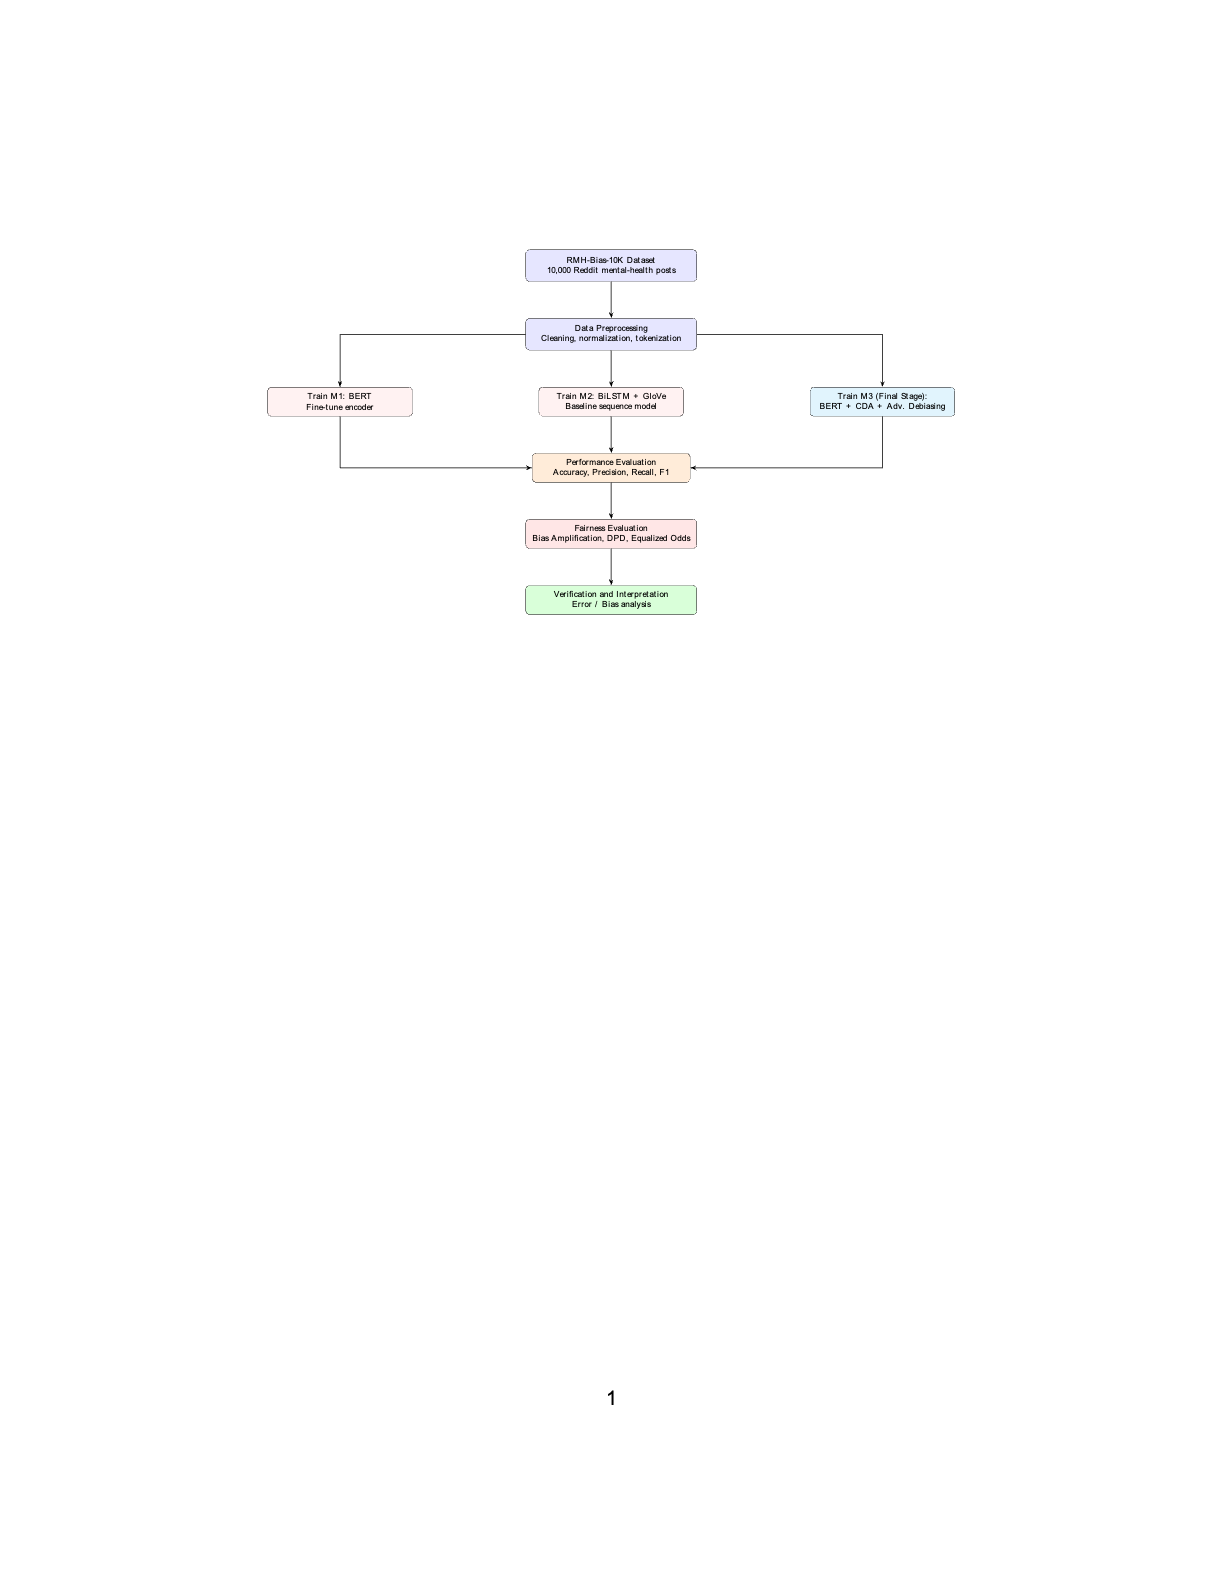 RMH-Bias-10K Dataset
10,000 Reddit mental-health posts
Data Preprocessing
Cleaning, normalization, tokenization
Train M1: BERT
Fine-tune encoder
Train M2: BiLSTM + GloVe
Baseline sequence model
Train M3 (Final Stage):
BERT + CDA + Adv. Debiasing
Performance Evaluation
Accuracy, Precision, Recall, F1
Fairness Evaluation
Bias Amplification, DPD, Equalized Odds
Verification and Interpretation
Error / Bias analysis
1